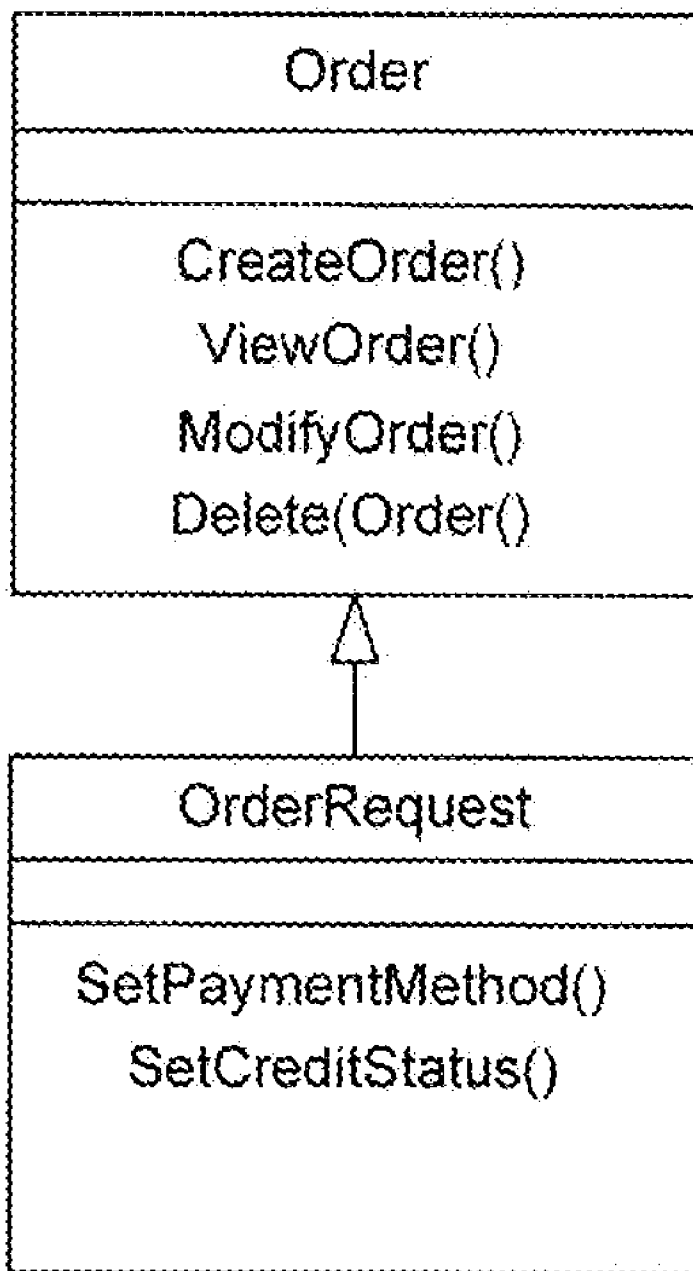 Order
CreateOrder()
ViewOrder()
ModifyOrder()
Delete(Order()
OrderRequest
SetPaymentMethod()
SetCreditStatus()